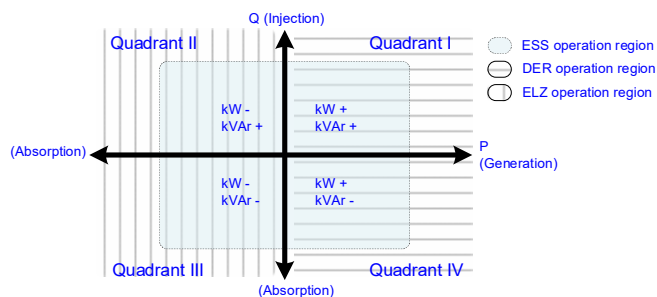 Q (Injection)
Quadrant II
Quadrant I
ESS operation region
DER operation region
ELZ operation region
kW -
kVAr +
kW +
kVAr +
(Absorption)
P
(Generation)
kW -
kVAr -
kW +
kVAr -
Quadrant III
Quadrant IV
(Absorption)